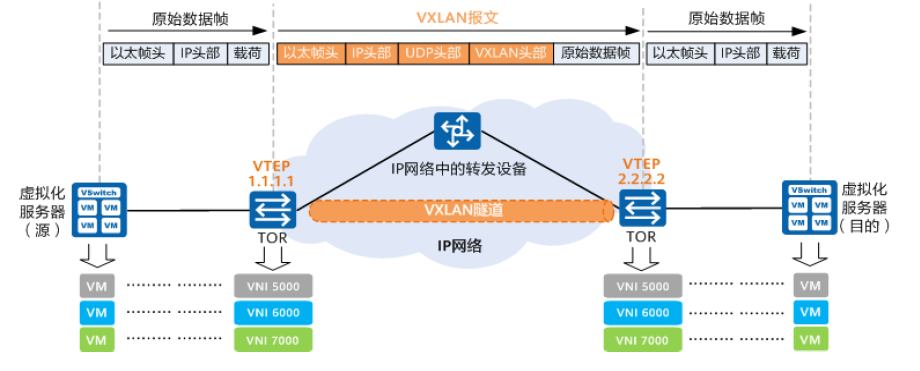 原始数据帧
VXLAN报文
原始数据帧
以太帧头 IP头部 载荷
以太帧头 IP头部 UDP头部 VXLAN头部 原始数据帧
以太帧头 IP头部 载荷
IP网络中的转发设备
VTEP
1.1.1.1
VTEP
2.2.2.2
虚拟化
服务器
（源）
VSwitch
VM VM
VM VM
TOR
VXLAN隧道
IP网络
TOR
VSwitch
VM VM
VM VM
虚拟化
服务器
（目的）
VM ········ ········ VNI 5000
VM ········ ········ VNI 6000
VM ········ ········ VNI 7000
VNI 5000 ········ ········ VM
VNI 6000 ········ ········ VM
VNI 7000 ········ ········ VM